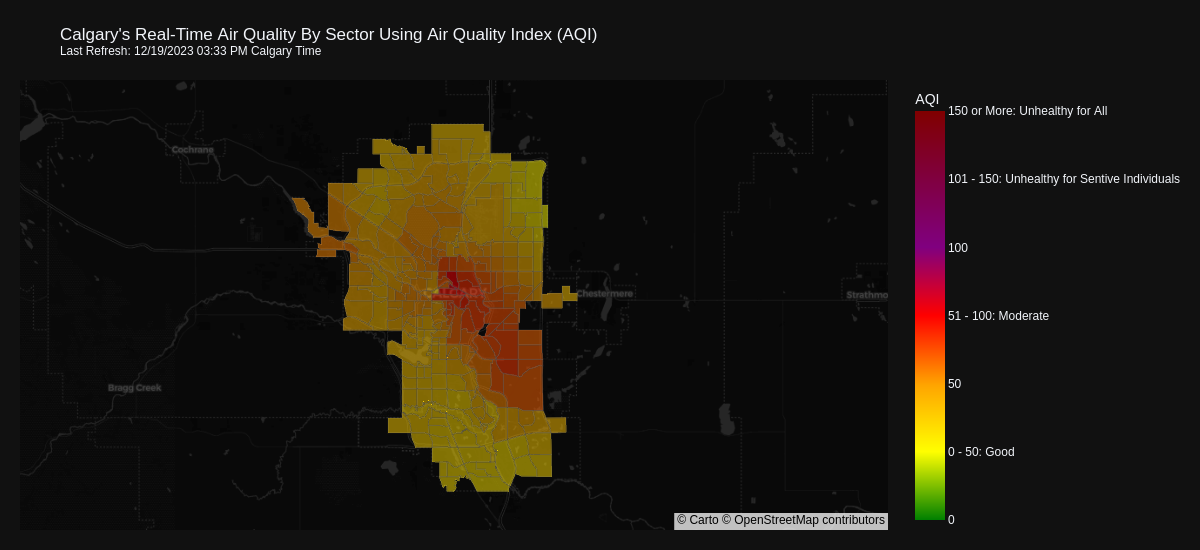 Calgary's Real-Time Air Quality By Sector Using Air Quality Index (AQI)
Last Refresh: 12/19/2023 03:33 PM Calgary Time
AQI
150 or More: Unhealthy for All
Cochrane
101 - 150: Unhealthy for Sentive Individuals
100
CALGARY
Chestermere
Strathmo
51 - 100: Moderate
50
Bragg Creek
0 - 50: Good
© Carto © OpenStreetMap contributors
0